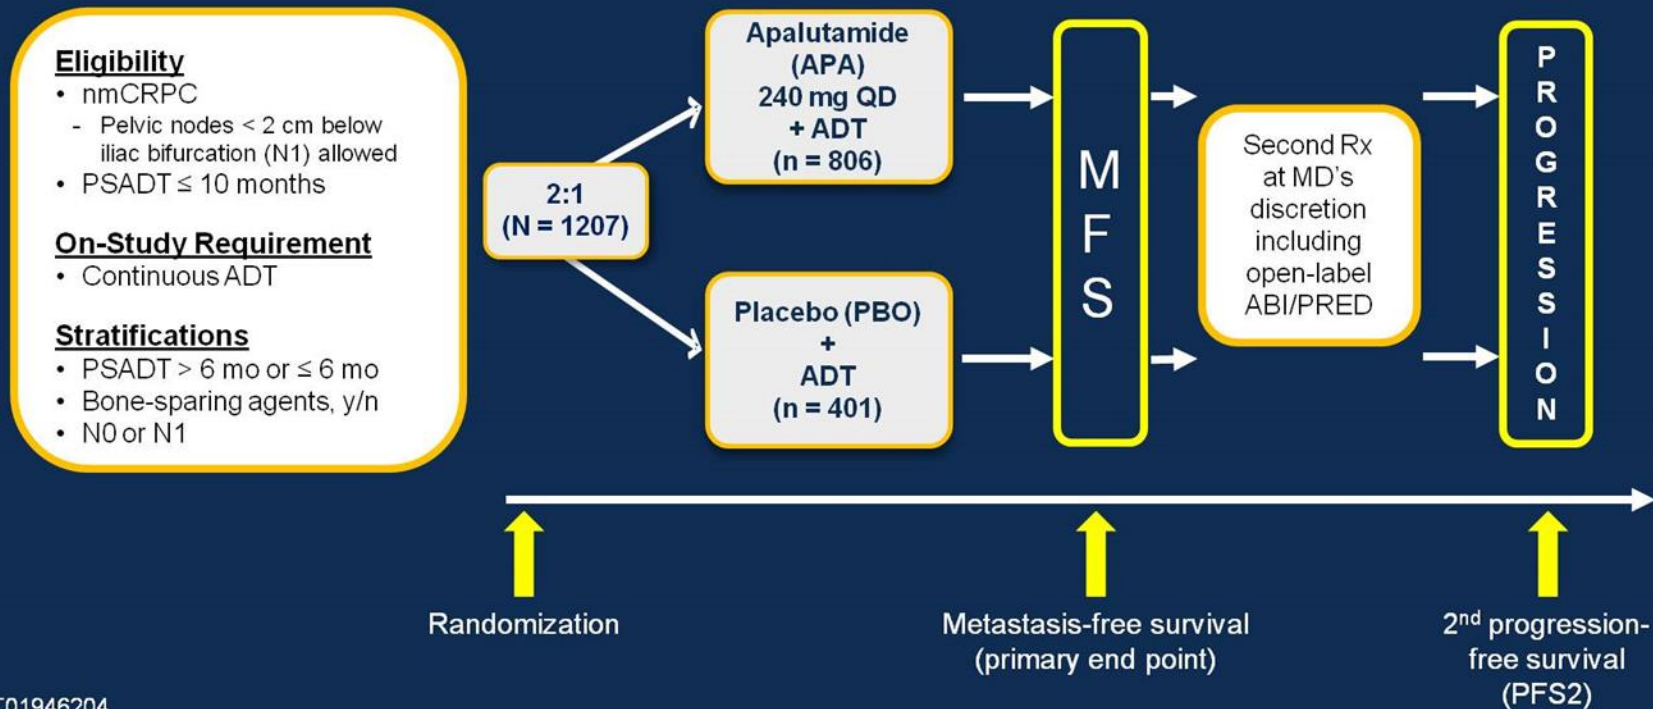 Eligibility
• nmCRPC
- Pelvic nodes < 2 cm below
iliac bifurcation (N1) allowed
• PSADT ≤ 10 months
On-Study Requirement
• Continuous ADT
Stratifications
• PSADT > 6 mo or ≤ 6 mo
• Bone-sparing agents, y/n
• N0 or N1
2:1
(N = 1207)
Apalutamide
(APA)
240 mg QD
+ ADT
(n = 806)
Placebo (PBO)
+
ADT
(n = 401)
M
F
S
Second Rx
at MD's
discretion
including
open-label
ABI/PRED
P
R
O
G
R
E
S
S
I
O
N
Randomization
Metastasis-free survival
(primary end point)
2nd progression-
free survival
(PFS2)
T01946204